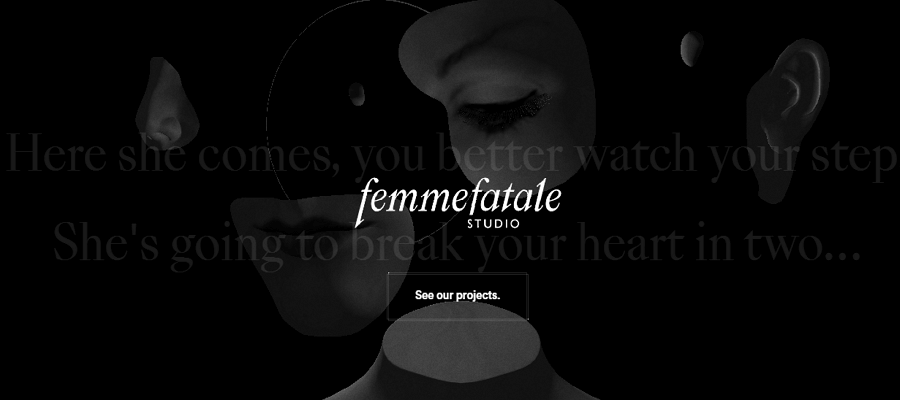 Here she comes, you better watch your step
femmefatale
STUDIO
She's going to break your heart in two...
See our projects.